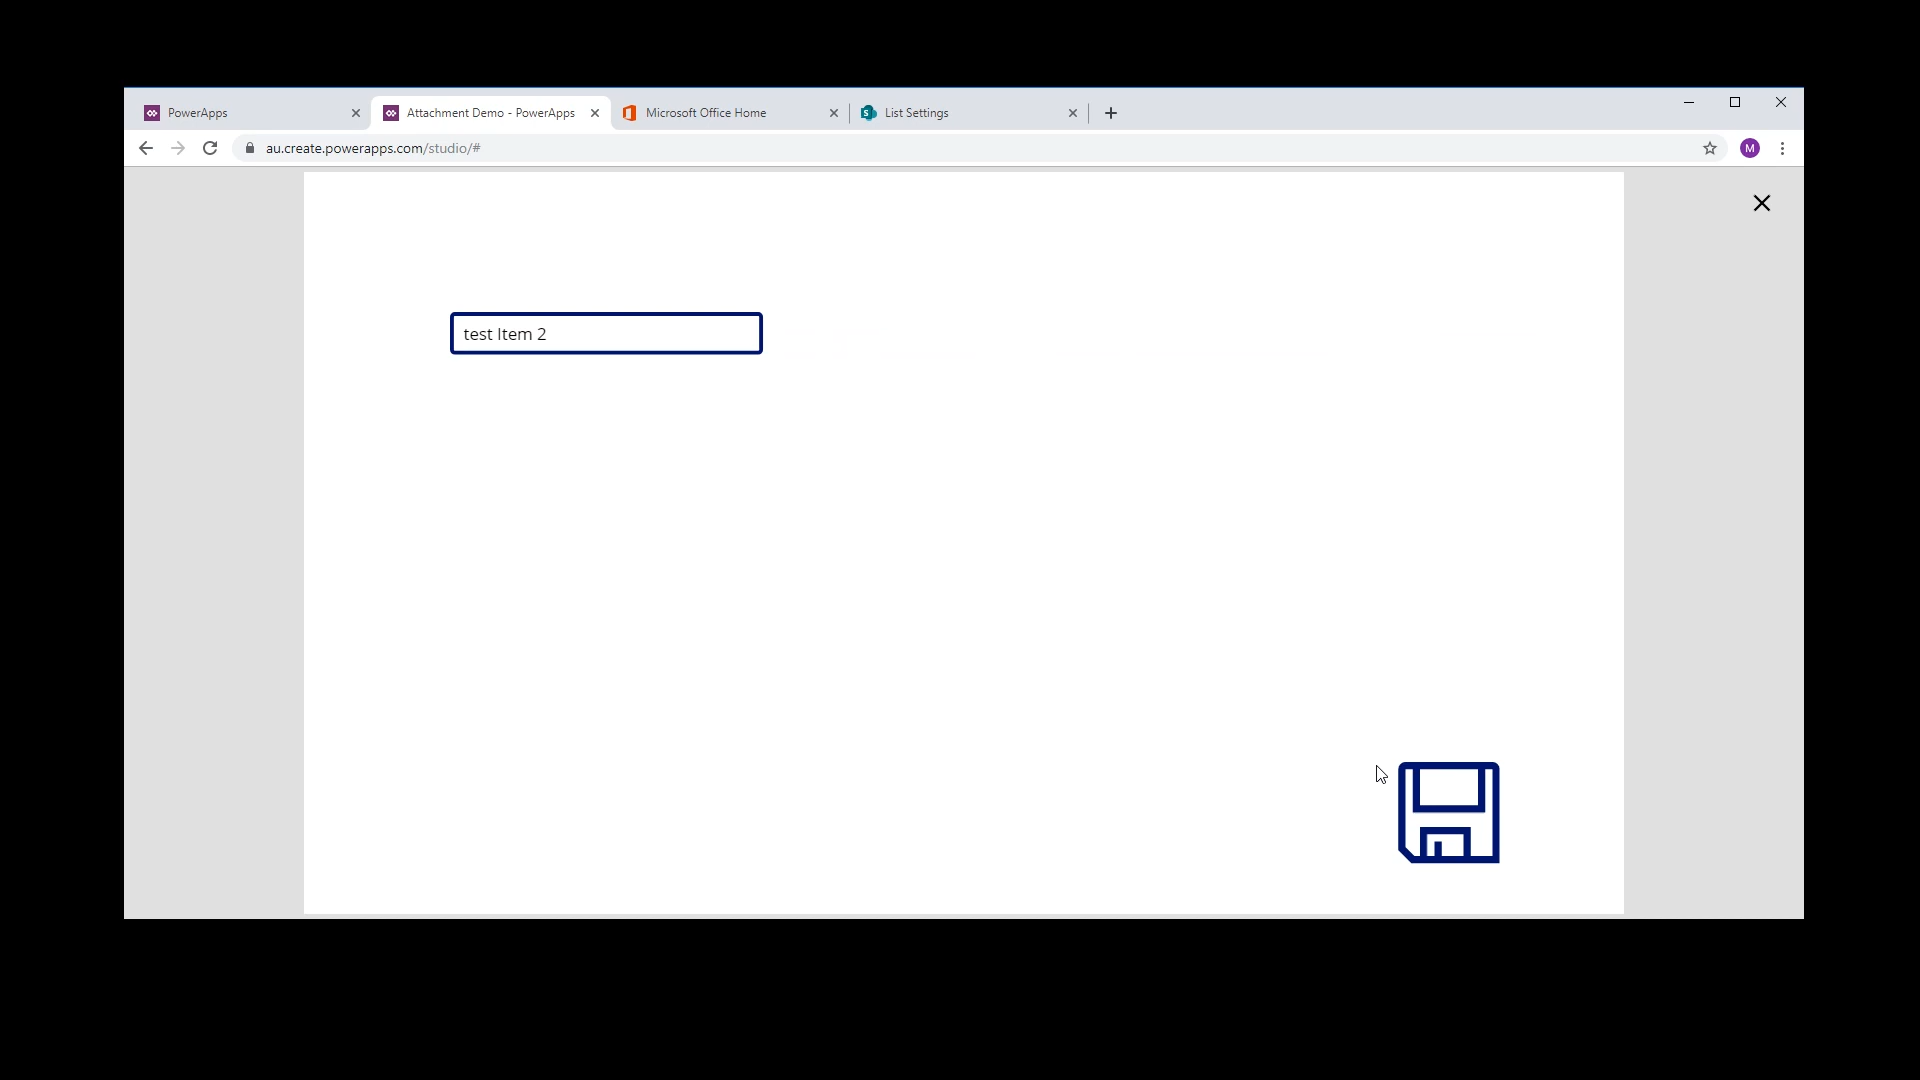 PowerApps
Attachment Demo - PowerApps
Microsoft Office Home
List Settings
au.create.powerapps.com/studio/#
M
test Item 2